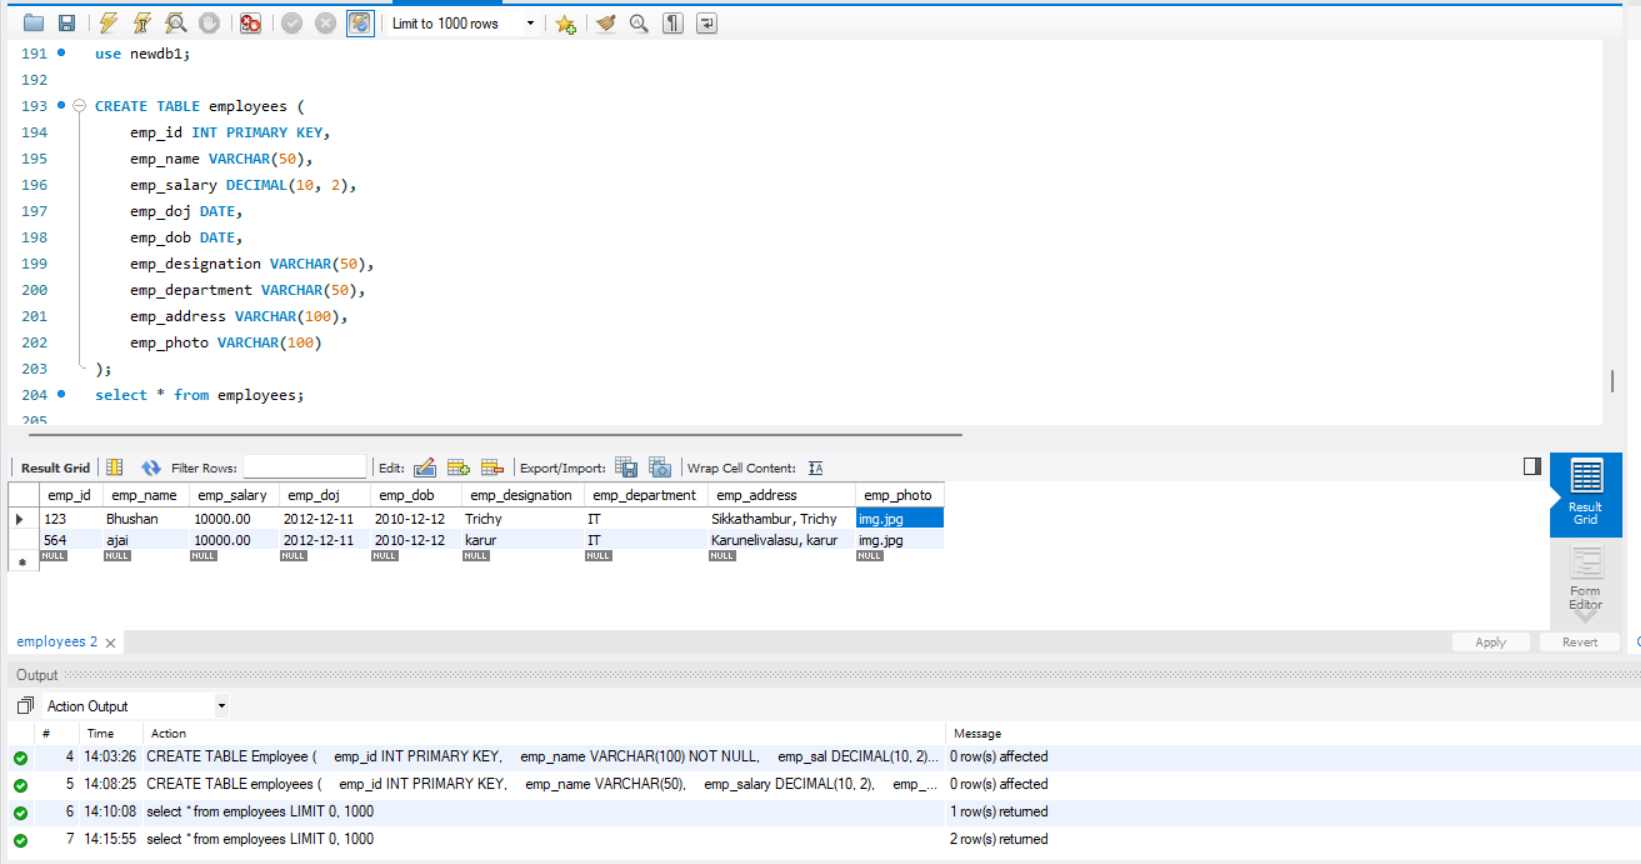 Limit to 1000 rows
191 use newdb1;
192
193 CREATE TABLE employees (
194 emp_id INT PRIMARY KEY,
195 emp_name VARCHAR(50),
196 emp_salary DECIMAL(10, 2),
197 emp_doj DATE,
198 emp_dob DATE,
199 emp_designation VARCHAR(50),
200 emp_department VARCHAR(50),
201 emp_address VARCHAR(100),
202 emp_photo VARCHAR(100)
203 );
204 select * from employees;
205
Result Grid Filter Rows: Edit: Export/Import: Wrap Cell Content: IA
emp_id emp_name emp_salary emp_doj emp_dob emp_designation emp_department emp_address emp_photo
123 Bhushan 10000.00 2012-12-11 2010-12-12 Trichy IT Sikkathambur, Trichy img.jpg
564 ajai 10000.00 2012-12-11 2010-12-12 karur IT Karunelivalasu, karur img.jpg
NULL NULL NULL NULL NULL NULL NULL NULL NULL
Result
Grid
Form
Editor
employees 2 Apply Revert
Output
Action Output
# Time Action Message
4 14:03:26 CREATE TABLE Employee ( emp_id INT PRIMARY KEY, emp_name VARCHAR(100) NOT NULL, emp_sal DECIMAL(10, 2)... 0 row(s) affected
5 14:08:25 CREATE TABLE employees ( emp_id INT PRIMARY KEY, emp_name VARCHAR(50), emp_salary DECIMAL(10, 2), emp_... 0 row(s) affected
6 14:10:08 select * from employees LIMIT 0, 1000 1 row(s) returned
7 14:15:55 select * from employees LIMIT 0, 1000 2 row(s) returned